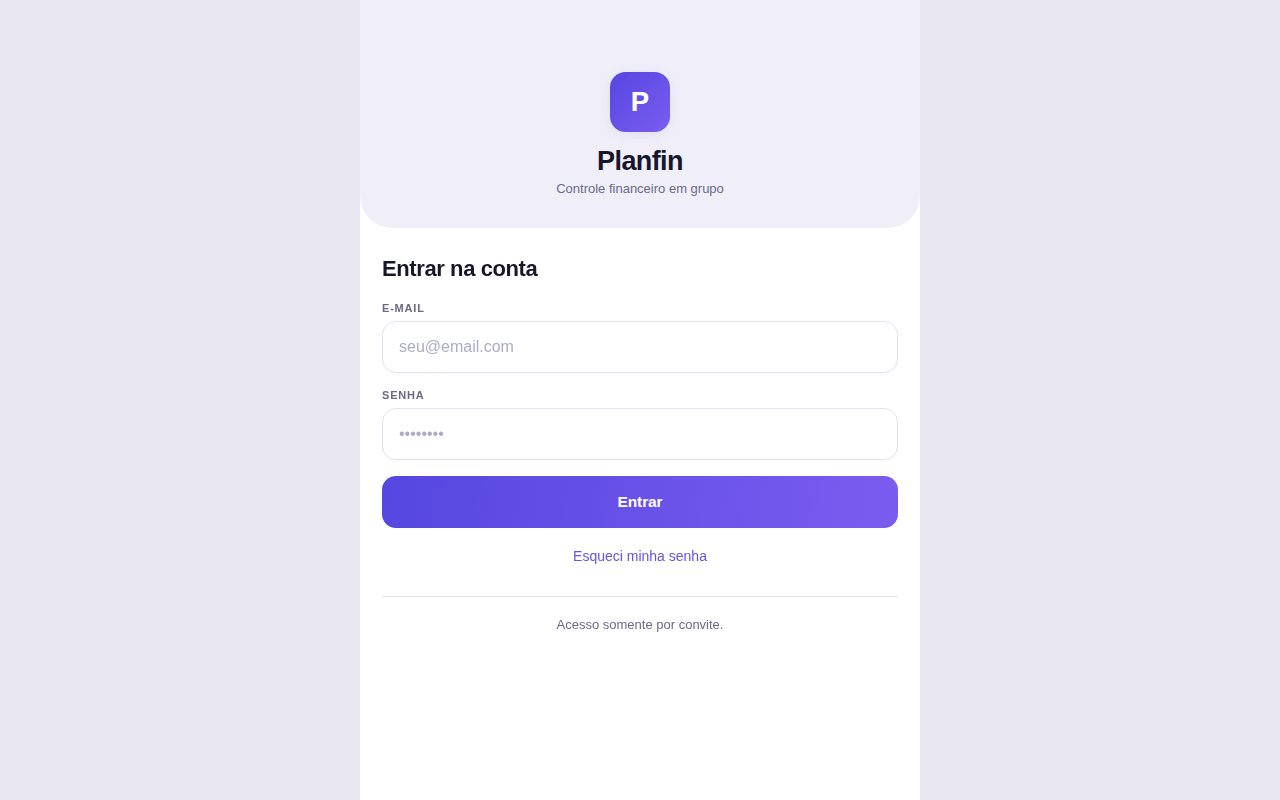 P
Planfin
Controle financeiro em grupo
Entrar na conta
E-MAIL
seu@email.com
SENHA
••••••••
Entrar
Esqueci minha senha
Acesso somente por convite.